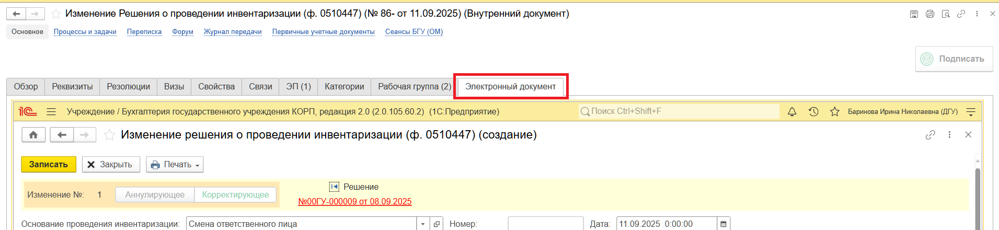 Изменение Решения о проведении инвентаризации (ф. 0510447) (№ 86- от 11.09.2025) (Внутренний документ)
Основное Процессы и задачи Переписка Форум Журнал передачи Первичные учетные документы Сеансы БГУ (ОМ)
Подписать
Обзор Реквизиты Резолюции Визы Свойства Связи ЭП (1) Категории Рабочая группа (2) Электронный документ
1С Учреждение / Бухгалтерия государственного учреждения КОРП, редакция 2.0 (2.0.105.60.2) (1С:Предприятие) Поиск Ctrl+Shift+F Баринова Ирина Николаевна (ДГУ)
Изменение решения о проведении инвентаризации (ф. 0510447) (создание)
Записать Закрыть Печать
Решение
Изменение №: 1 Аннулирующее Корректирующее
№00ГУ-000009 от 08.09.2025
Основание проведения инвентаризации: Смена ответственного лица Номер: Дата: 11.09.2025 0:00:00